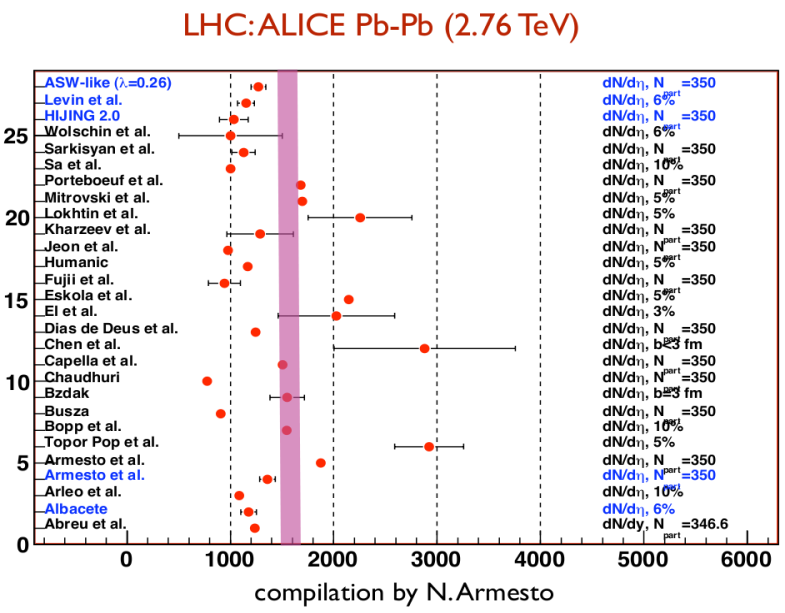 LHC: ALICE Pb-Pb (2.76 TeV)
ASW-like (λ=0.26) dN/dη, N part =350
Levin et al. dN/dη, 6%
HIJING 2.0 dN/dη, N part =350
25 Wolschin et al. dN/dη, 6%
Sarkisyan et al. dN/dη, N part =350
Sa et al. dN/dη, 10%
Porteboeuf et al. dN/dη, N part =350
Mitrovski et al. dN/dη, 5%
20 Lokhtin et al. dN/dη, 5%
Kharzeev et al. dN/dη, N part =350
Jeon et al. dN/dη, N part =350
Humanic dN/dη, 5%
Fujii et al. dN/dη, N part =350
15 Eskola et al. dN/dη, 5%
El et al. dN/dη, 3%
Dias de Deus et al. dN/dη, N part =350
Chen et al. dN/dη, b<3 fm
Capella et al. dN/dη, N part =350
10 Chaudhuri dN/dη, N part =350
Bzdak dN/dη, b=3 fm
Busza dN/dη, N part =350
Bopp et al. dN/dη, 10%
Topor Pop et al. dN/dη, 5%
5 Armesto et al. dN/dη, N part =350
Armesto et al. dN/dη, N part =350
Arleo et al. dN/dη, 10%
Albacete dN/dη, 6%
Abreu et al. dN/dy, N part =346.6
0
0 1000 2000 3000 4000 5000 6000
compilation by N. Armesto